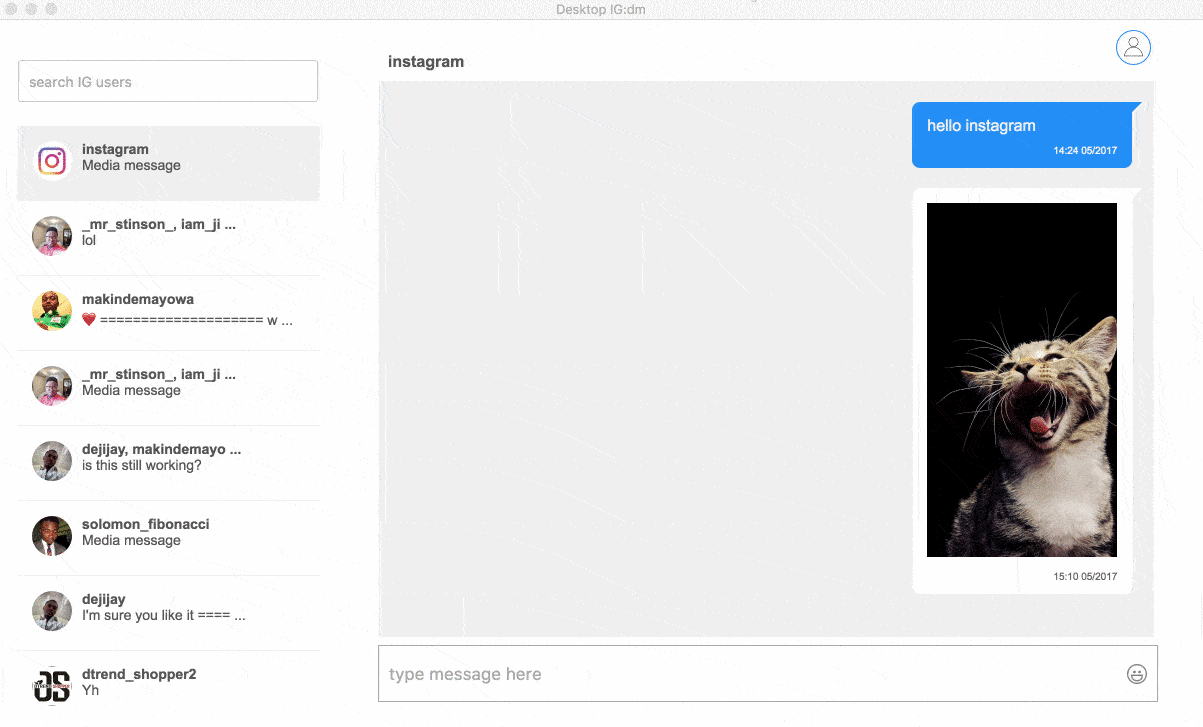 Desktop IG:dm
search IG users
instagram
Media message
_mr_stinson_, iam_ji ...
lol
makindemayowa
❤️ ==================== w ...
_mr_stinson_, iam_ji ...
Media message
dejijay, makindemayo ...
is this still working?
solomon_fibonacci
Media message
dejijay
I'm sure you like it ==== ...
dtrend_shopper2
Yh
instagram
hello instagram
14:24 05/2017
15:10 05/2017
type message here